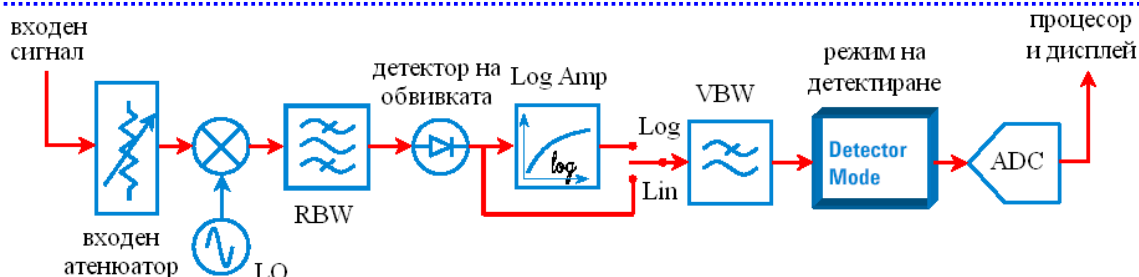 входен
сигнал
детектор на
обвивката
Log Amp
VBW
режим на
детектиране
процесор
и дисплей
log
Log
Lin
Detector
Mode
ADC
RBW
входен
атенюатор
LO